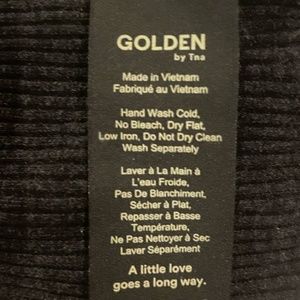 GOLDEN
by Tna
Made in Vietnam
Fabriqué au Vietnam
Hand Wash Cold,
No Bleach, Dry Flat,
Low Iron, Do Not Dry Clean
Wash Separately
Laver à La Main à
L'eau Froide,
Pas De Blanchiment,
Sécher à Plat,
Repasser à Basse
Température,
Ne Pas Nettoyer à Sec
Laver Séparément
A little love
goes a long way.